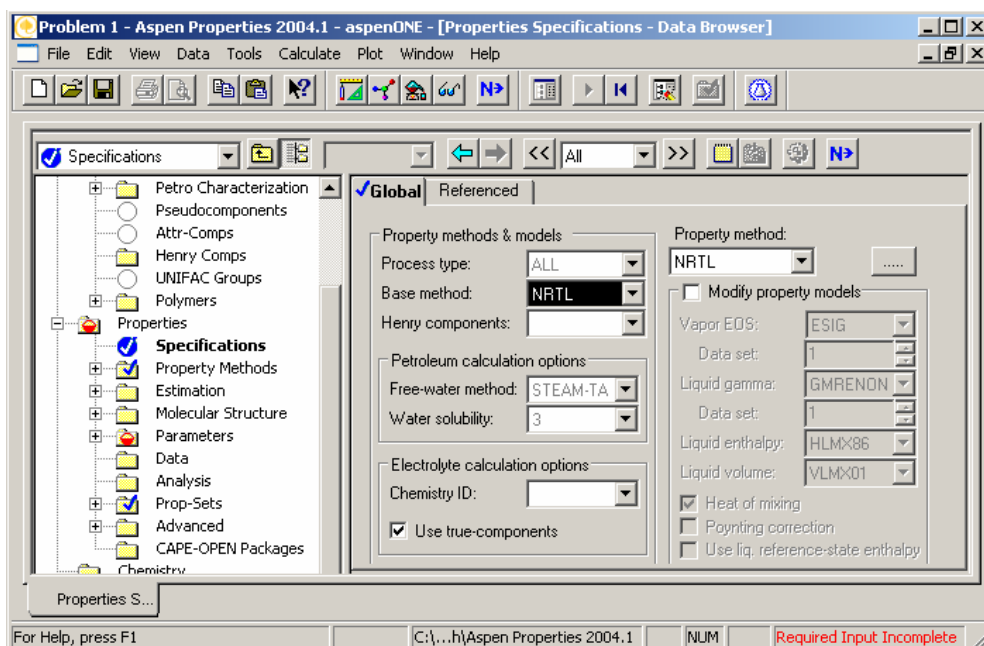 Problem 1 - Aspen Properties 2004.1 - aspenONE - [Properties Specifications - Data Browser]
File Edit View Data Tools Calculate Plot Window Help
N>
Specifications
<< All >> N>
Petro Characterization
Pseudocomponents
Attr-Comps
Henry Comps
UNIFAC Groups
Polymers
Properties
Specifications
Property Methods
Estimation
Molecular Structure
Parameters
Data
Analysis
Prop-Sets
Advanced
CAPE-OPEN Packages
Chemistry
Global Referenced
Property methods & models
Process type: ALL
Base method: NRTL
Henry components:
Petroleum calculation options
Free-water method: STEAM-TA
Water solubility: 3
Electrolyte calculation options
Chemistry ID:
Use true-components
Property method:
NRTL .....
Modify property models
Vapor EOS: ESIG
Data set: 1
Liquid gamma: GMRENON
Data set: 1
Liquid enthalpy: HLMX86
Liquid volume: VLMX01
Heat of mixing
Poynting correction
Use liq. reference-state enthalpy
Properties S...
For Help, press F1 C:\...h\Aspen Properties 2004.1 NUM Required Input Incomplete